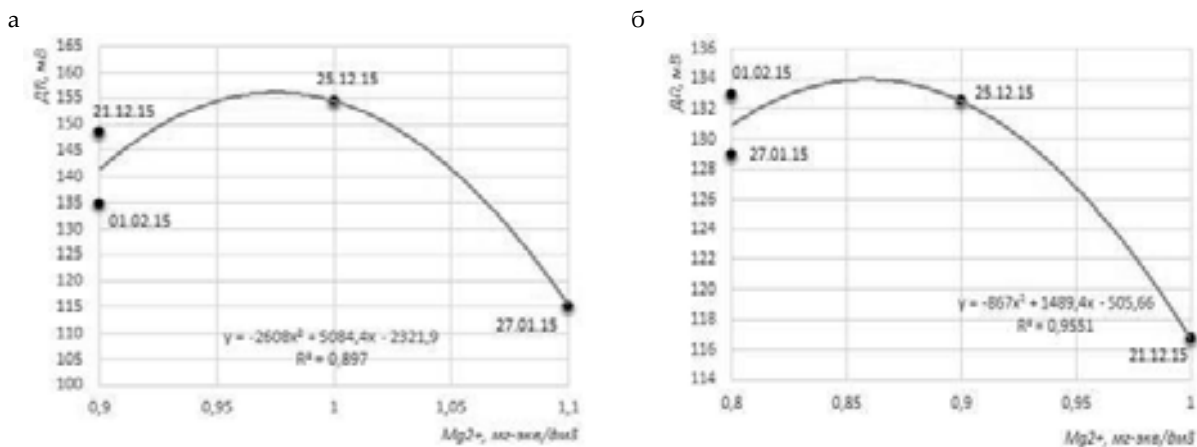 а
ДП, мВ
165
160
155
150
145
140
135
130
125
120
115
110
105
100
21.12.15
25.12.15
01.02.15
27.01.15
y = -2608x² + 5084,4x - 2321,9
R² = 0,897
0,9 0,95 1 1,05 1,1
Mg2+, мг-экв/дм3
б
ДП, мВ
136
134
132
130
128
126
124
122
120
118
116
114
01.02.15
25.12.15
27.01.15
y = -867x² + 1489,4x - 505,66
R² = 0,9551
21.12.15
0,8 0,85 0,9 0,95 1
Mg2+, мг-экв/дм3